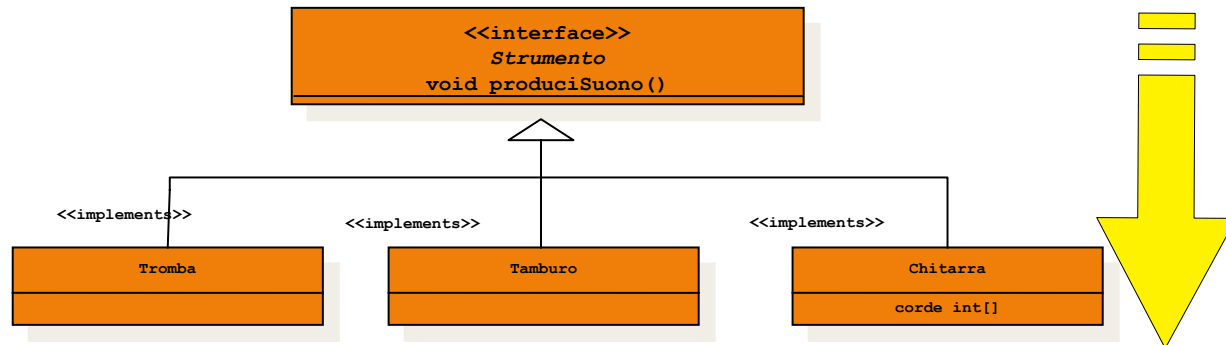 <<interface>>
Strumento
void produciSuono()
<<implements>>
<<implements>>
<<implements>>
Tromba
Tamburo
Chitarra
corde int[]